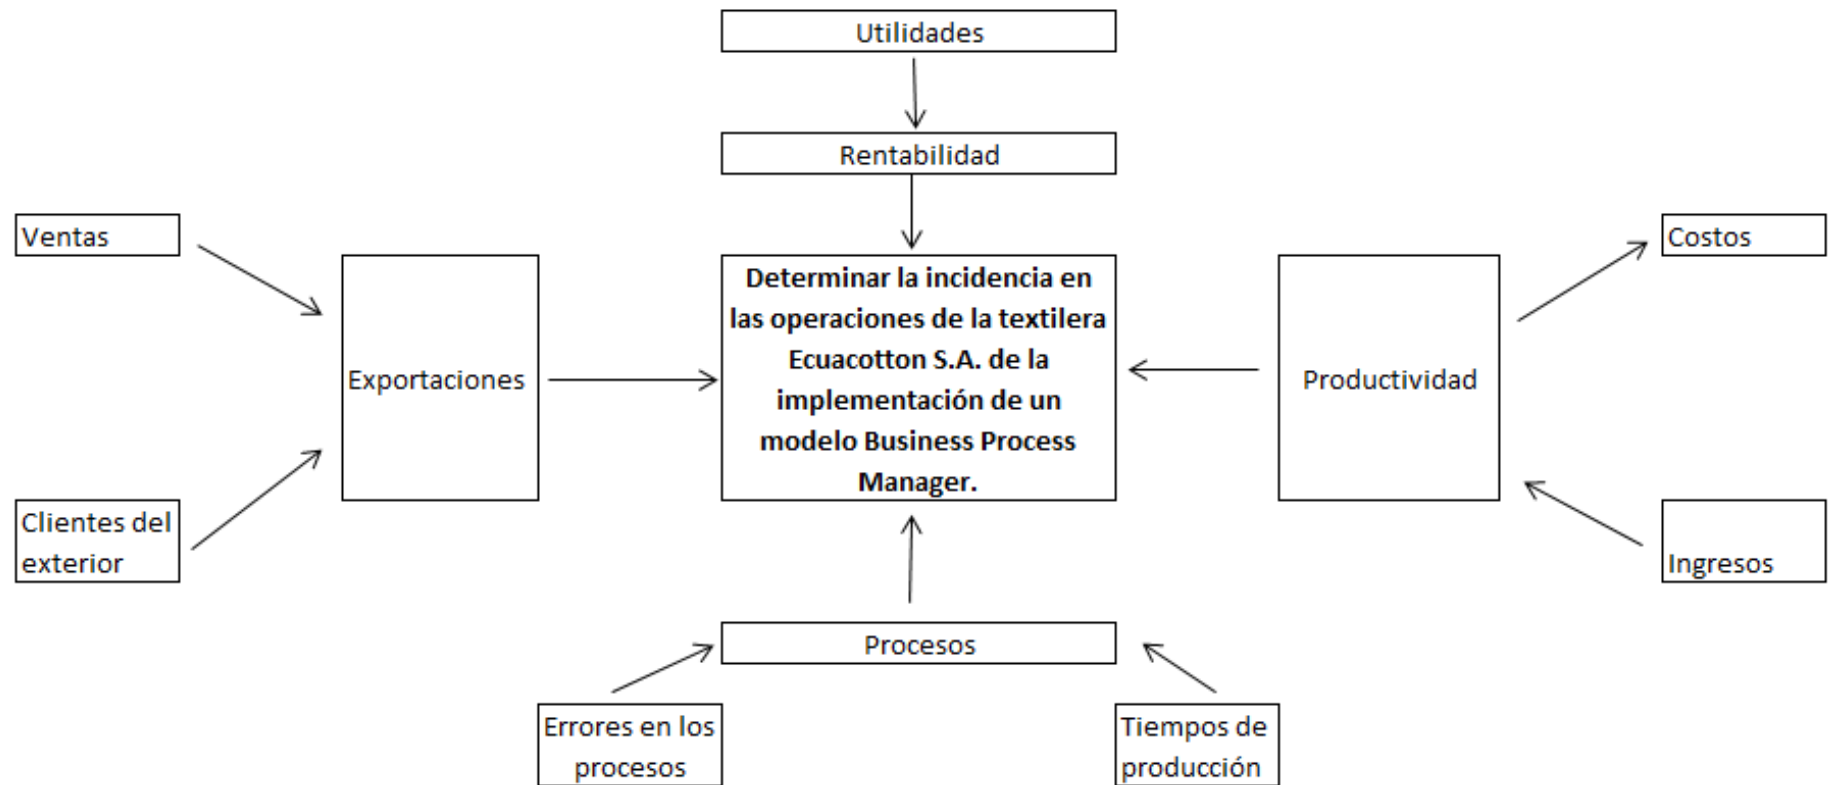 Utilidades
Rentabilidad
Ventas
Costos
Exportaciones
Determinar la incidencia en
las operaciones de la textilera
Ecuacotton S.A. de la
implementación de un
modelo Business Process
Manager.
Productividad
Clientes del
exterior
Ingresos
Procesos
Errores en los
procesos
Tiempos de
producción